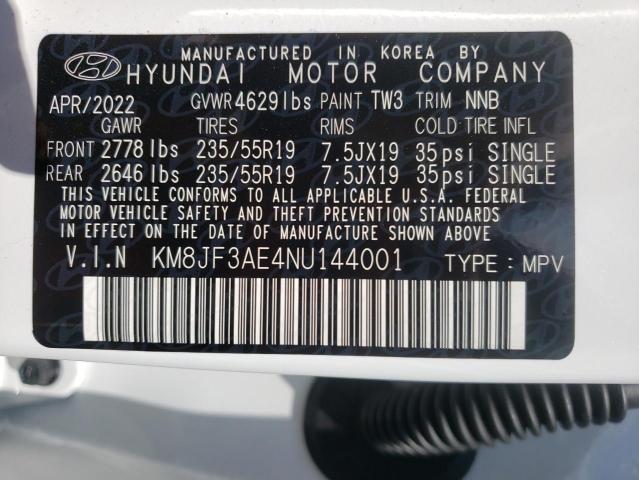 MANUFACTURED IN KOREA BY
HYUNDAI MOTOR COMPANY
APR/2022 GVWR 4629lbs PAINT TW3 TRIM NNB
GAWR TIRES RIMS COLD TIRE INFL
FRONT 2778 lbs 235/55R19 7.5JX19 35psi SINGLE
REAR 2646 lbs 235/55R19 7.5JX19 35psi SINGLE
THIS VEHICLE CONFORMS TO ALL APPLICABLE U.S.A. FEDERAL
MOTOR VEHICLE SAFETY AND THEFT PREVENTION STANDARDS
IN EFFECT ON THE DATE OF MANUFACTURE SHOWN ABOVE.
V.I.N KM8JF3AE4NU144001 TYPE : MPV